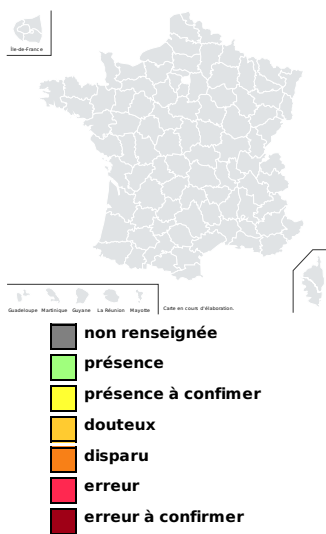 Île-de-France
Guadeloupe Martinique Guyane La Réunion Mayotte Carte en cours d'élaboration.
non renseignée
présence
présence à confimer
douteux
disparu
erreur
erreur à confirmer